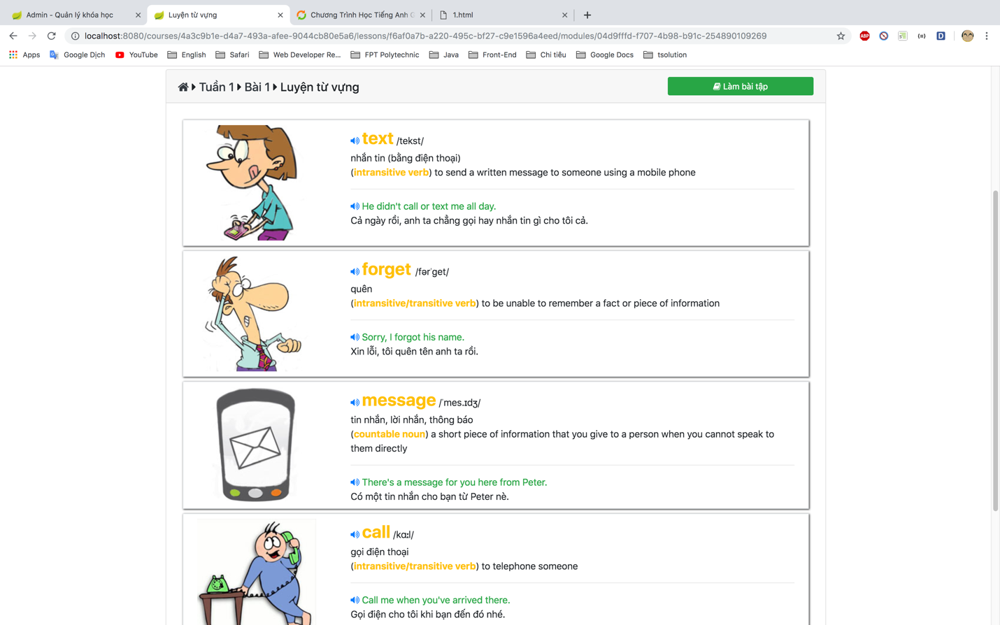 Admin - Quản lý khóa học
Luyện từ vựng
Chương Trình Học Tiếng Anh G
1.html
localhost:8080/courses/4a3c9b1e-d4a7-493a-afee-9044cb80e5a6/lessons/f6af0a7b-a220-495c-bf27-c9e1596a4eed/modules/04d9fffd-f707-4b98-b91c-254890109269
ABP
D
Apps Google Dịch YouTube English Safari Web Developer Re... FPT Polytechnic Java Front-End Chi tiêu Google Docs tsolution
Tuần 1 Bài 1 Luyện từ vựng
Làm bài tập
text /tekst/
nhắn tin (bằng điện thoại)
(intransitive verb) to send a written message to someone using a mobile phone
He didn't call or text me all day.
Cả ngày rồi, anh ta chẳng gọi hay nhắn tin gì cho tôi cả.
forget /fərˈɡet/
quên
(intransitive/transitive verb) to be unable to remember a fact or piece of information
Sorry, I forgot his name.
Xin lỗi, tôi quên tên anh ta rồi.
message /ˈmes.ɪdʒ/
tin nhắn, lời nhắn, thông báo
(countable noun) a short piece of information that you give to a person when you cannot speak to
them directly
There's a message for you here from Peter.
Có một tin nhắn cho bạn từ Peter nè.
call /kɑːl/
gọi điện thoại
(intransitive/transitive verb) to telephone someone
Call me when you've arrived there.
Gọi điện cho tôi khi bạn đến đó nhé.